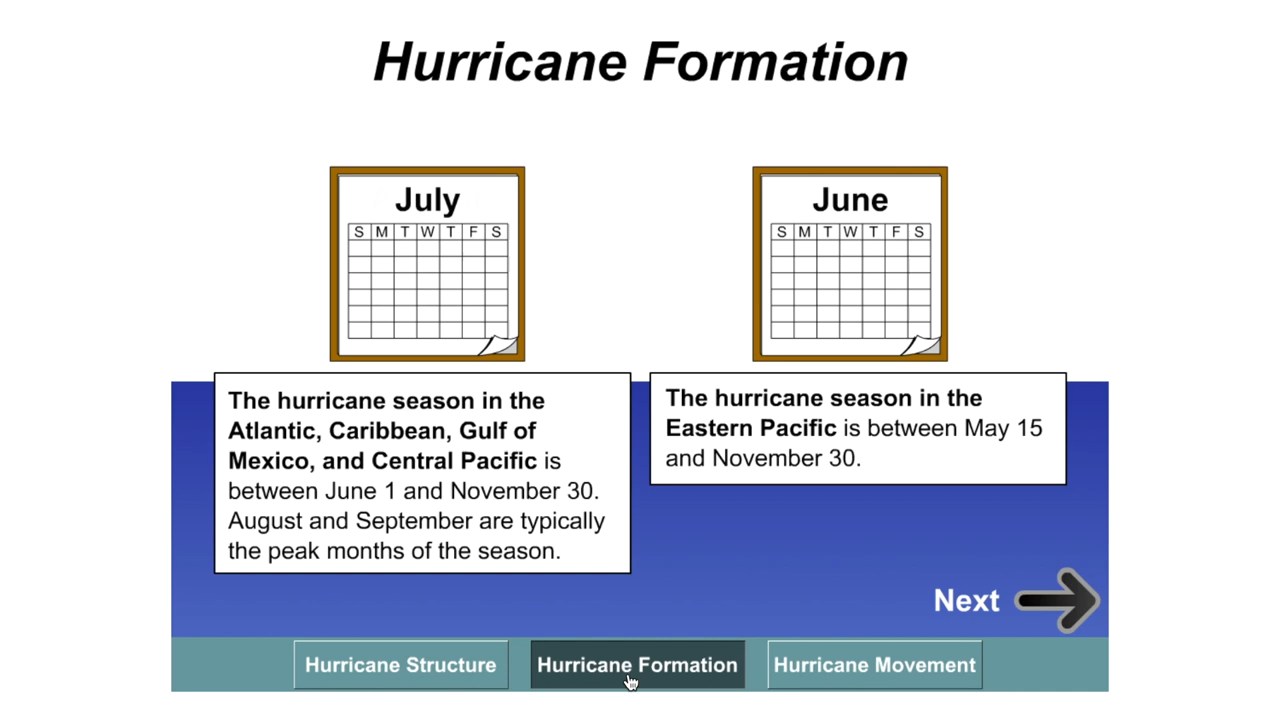 Hurricane Formation
July
S M T W T F S
The hurricane season in the
Atlantic, Caribbean, Gulf of
Mexico, and Central Pacific is
between June 1 and November 30.
August and September are typically
the peak months of the season.
June
S M T W T F S
The hurricane season in the
Eastern Pacific is between May 15
and November 30.
Next
Hurricane Structure
Hurricane Formation
Hurricane Movement